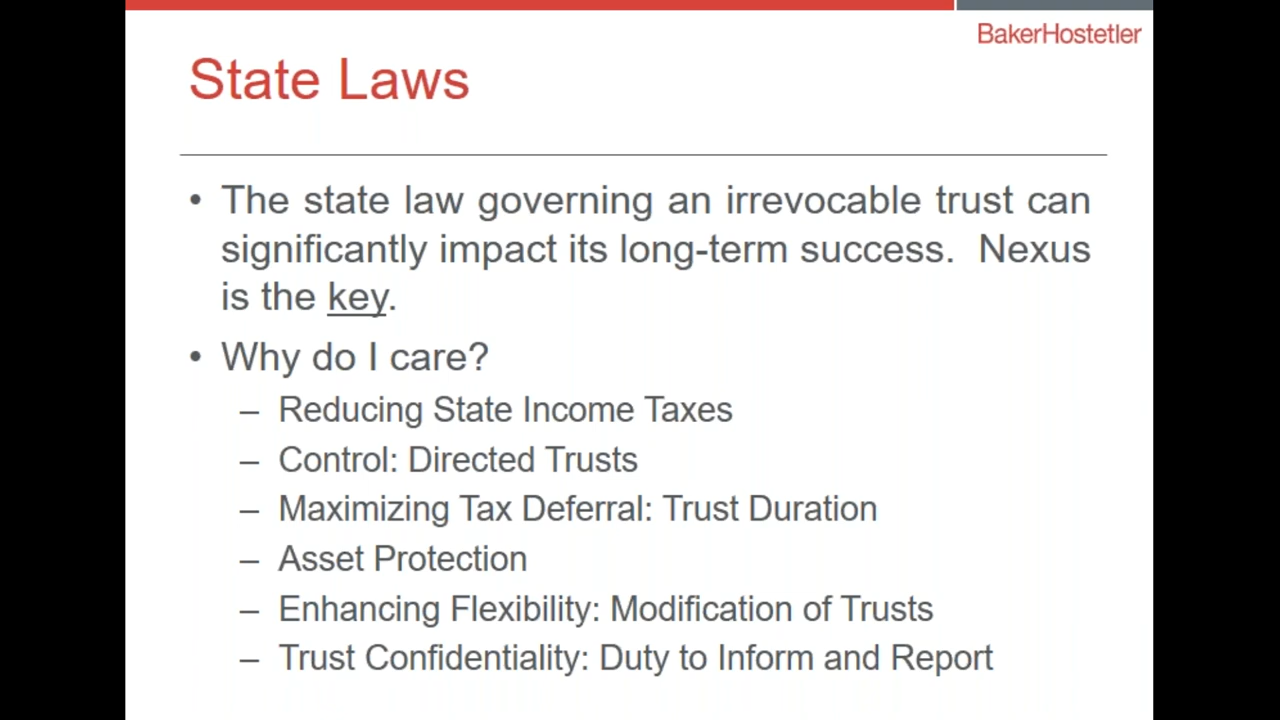 BakerHostetler
State Laws
• The state law governing an irrevocable trust can
significantly impact its long-term success.  Nexus
is the key.
• Why do I care?
– Reducing State Income Taxes
– Control: Directed Trusts
– Maximizing Tax Deferral: Trust Duration
– Asset Protection
– Enhancing Flexibility: Modification of Trusts
– Trust Confidentiality: Duty to Inform and Report